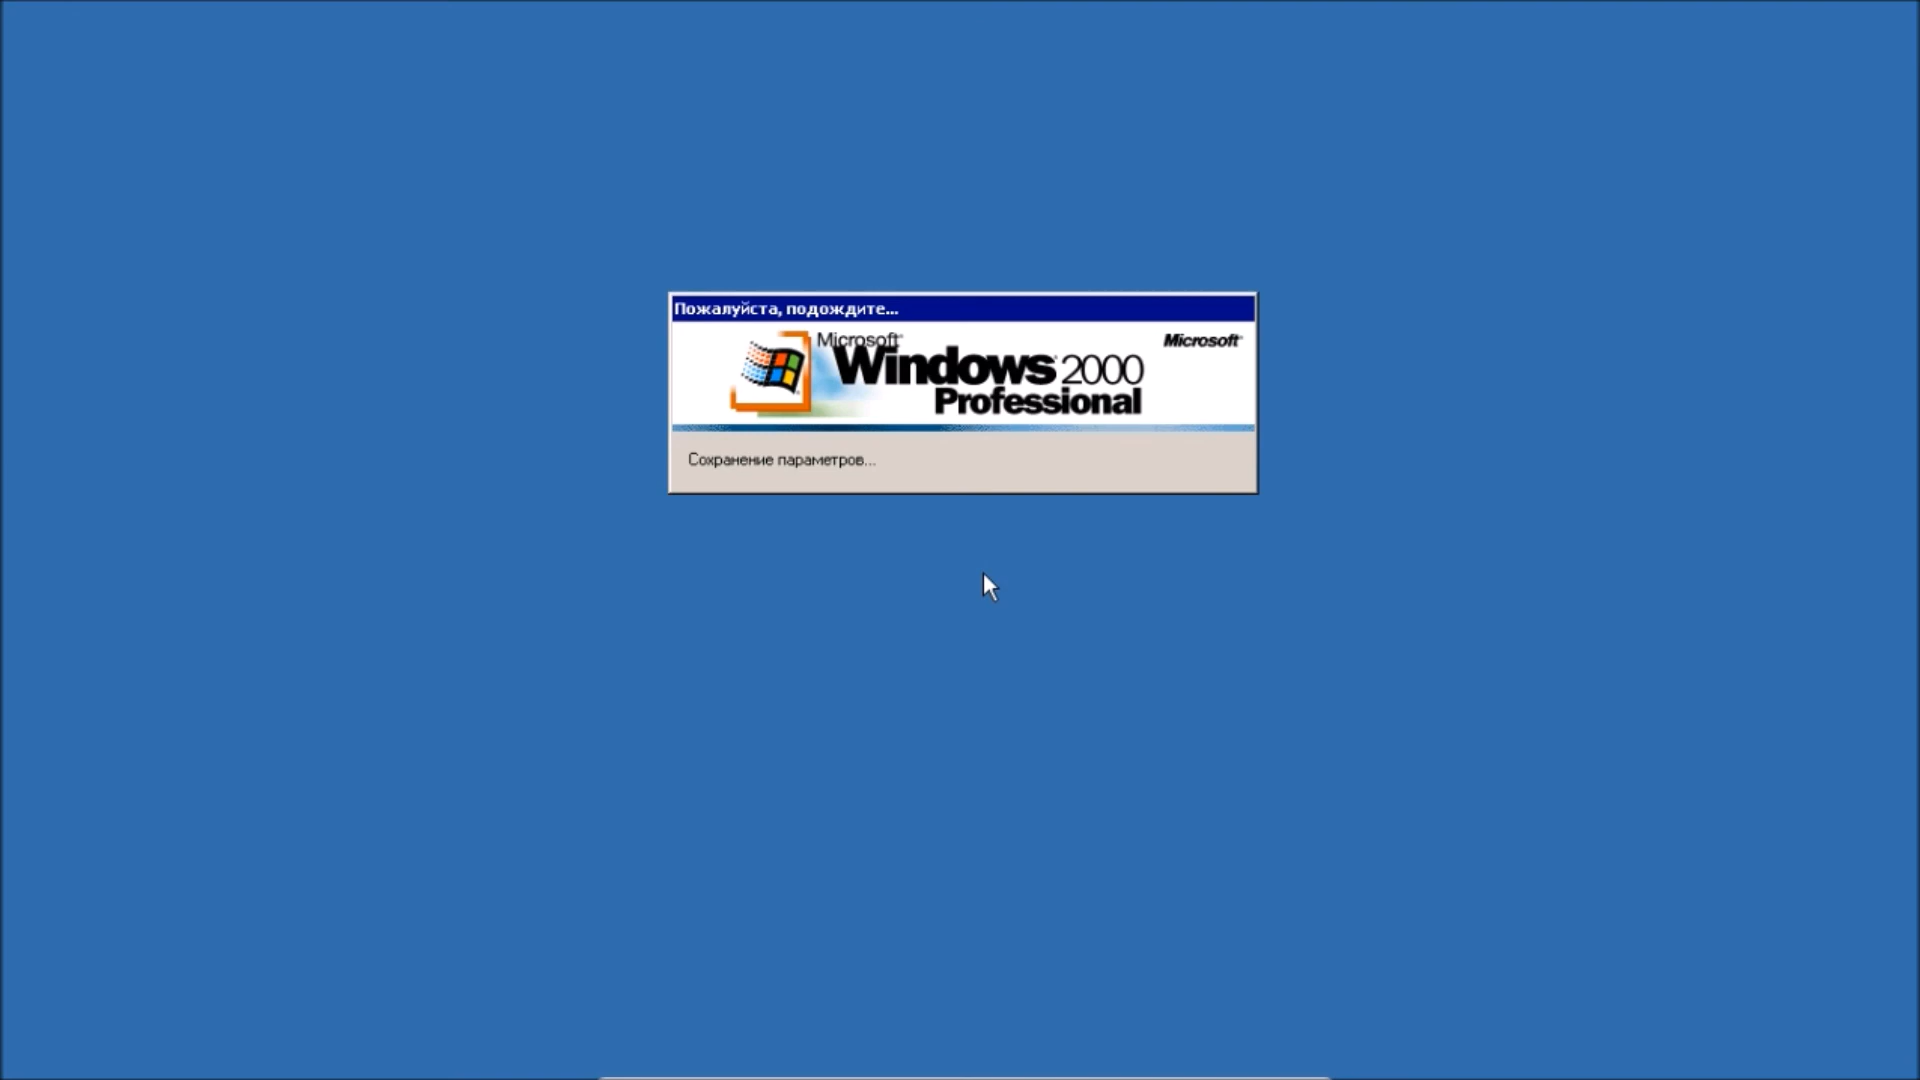 Пожалуйста, подождите...
Microsoft
Microsoft
Windows 2000
Professional
Сохранение параметров...